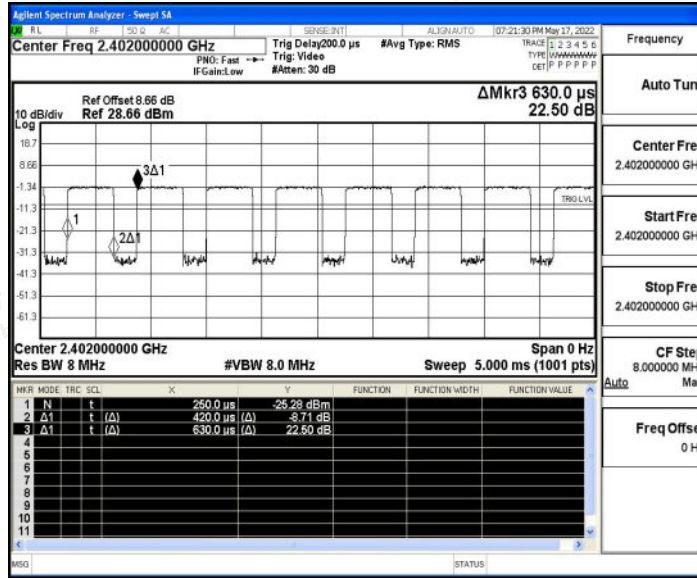 Agilent Spectrum Analyzer - Swept SA
RL RF 50 Ω AC SENSE:INT ALIGNAUTO 07:21:30 PM May 17, 2022
Center Freq 2.402000000 GHz
Trig Delay200.0 µs #Avg Type: RMS
TRACE 1 2 3 4 5 6
PNO: Fast Trig: Video
TYPE
IFGain:Low #Atten: 30 dB
DET P P P P P P
ΔMkr3 630.0 µs
22.50 dB
Ref Offset 8.66 dB
10 dB/div Ref 28.66 dBm
Log
18.7
8.66
-1.34
-11.3
-21.3
-31.3
-41.3
-51.3
-61.3
3Δ1
TRIG LVL
1
2Δ1
Center 2.402000000 GHz Span 0 Hz
Res BW 8 MHz #VBW 8.0 MHz Sweep 5.000 ms (1001 pts)
MKR MODE TRC SCL X Y FUNCTION FUNCTION WIDTH FUNCTION VALUE
1 N t 250.0 µs -25.28 dBm
2 Δ1 t (Δ) 420.0 µs (Δ) -8.71 dB
3 Δ1 t (Δ) 630.0 µs (Δ) 22.50 dB
4
5
6
7
8
9
10
11
MSG STATUS
Frequency
Auto Tun
Center Fre
2.402000000 GH
Start Fre
2.402000000 GH
Stop Fre
2.402000000 GH
CF Ste
8.000000 MH
Auto Ma
Freq Offse
0 H